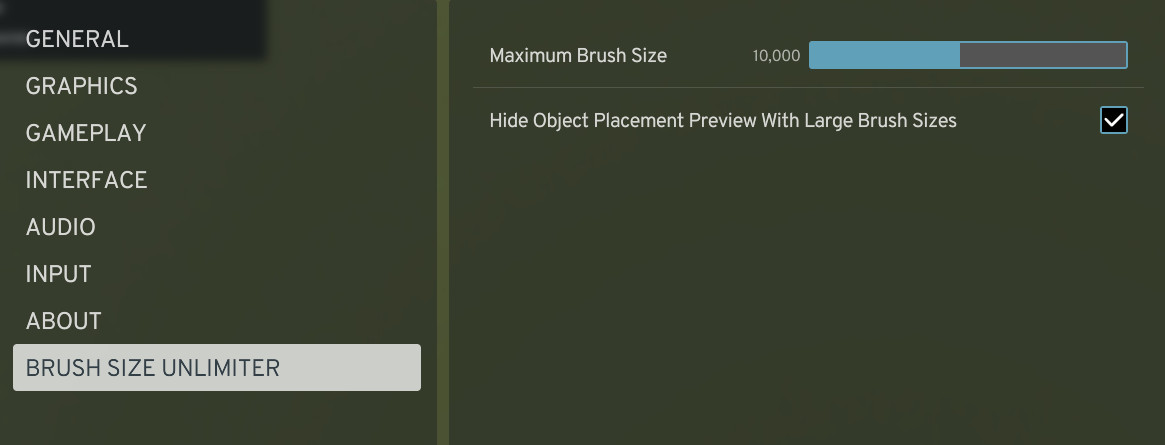 GENERAL
GRAPHICS
GAMEPLAY
INTERFACE
AUDIO
INPUT
ABOUT
BRUSH SIZE UNLIMITER
Maximum Brush Size 10,000
Hide Object Placement Preview With Large Brush Sizes